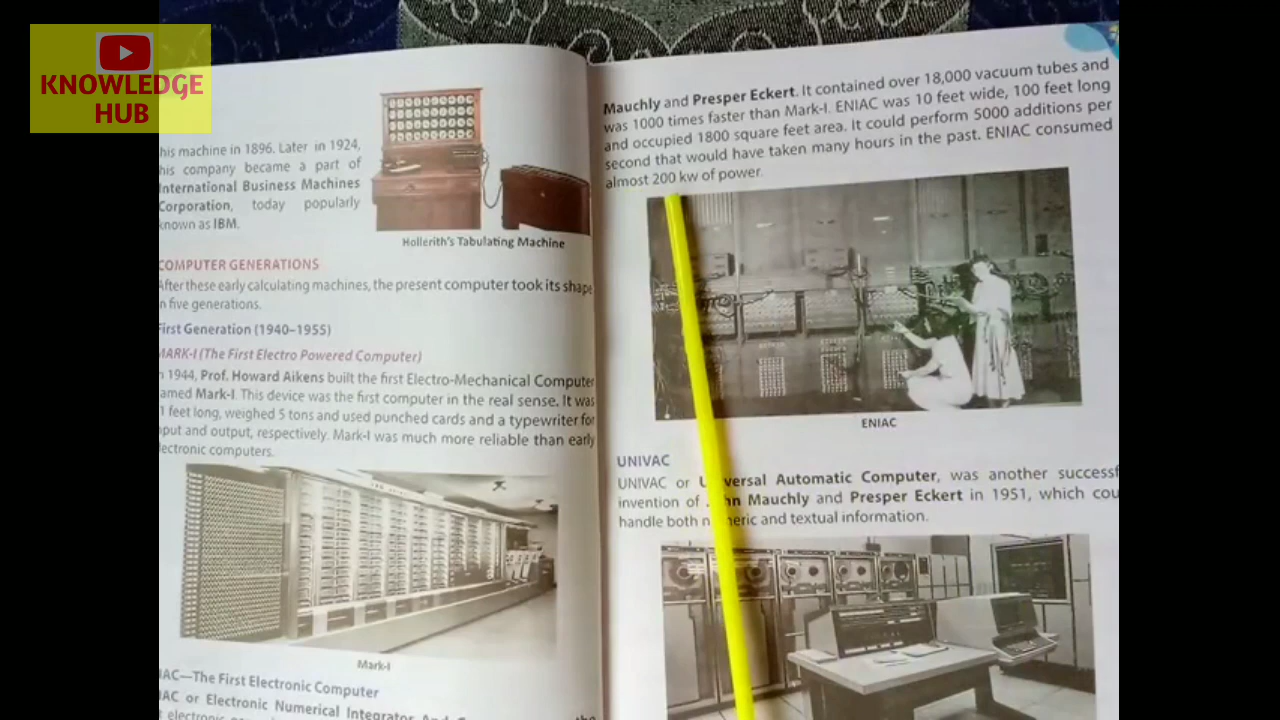 KNOWLEDGE
HUB
his machine in 1896. Later in 1924,
his company became a part of
International Business Machines
Corporation, today popularly
known as IBM.
Hollerith's Tabulating Machine
COMPUTER GENERATIONS
After these early calculating machines, the present computer took its shape
in five generations.
First Generation (1940–1955)
MARK-I (The First Electro Powered Computer)
In 1944, Prof. Howard Aikens built the first Electro-Mechanical Computer
named Mark-I. This device was the first computer in the real sense. It was
1 feet long, weighed 5 tons and used punched cards and a typewriter for
input and output, respectively. Mark-I was much more reliable than early
electronic computers.
Mark-I
IAC—The First Electronic Computer
IAC or Electronic Numerical Integrator And
the
Mauchly and Presper Eckert. It contained over 18,000 vacuum tubes and
was 1000 times faster than Mark-I. ENIAC was 10 feet wide, 100 feet long
and occupied 1800 square feet area. It could perform 5000 additions per
second that would have taken many hours in the past. ENIAC consumed
almost 200 kw of power.
ENIAC
UNIVAC
UNIVAC or Universal Automatic Computer, was another successf
invention of John Mauchly and Presper Eckert in 1951, which cou
handle both numeric and textual information.